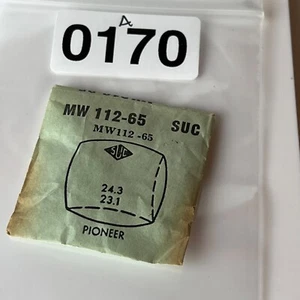 A
0170
MW 112-65 SUC
MW112-65
SUC
24.3
23.1
PIONEER